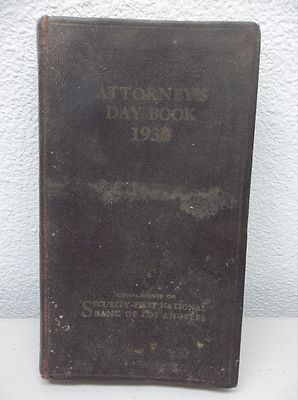 ATTORNEY'S
DAY BOOK
COMPLIMENTS OF
SECURITY-FIRST NATIONAL
BANK OF LOS ANGELES